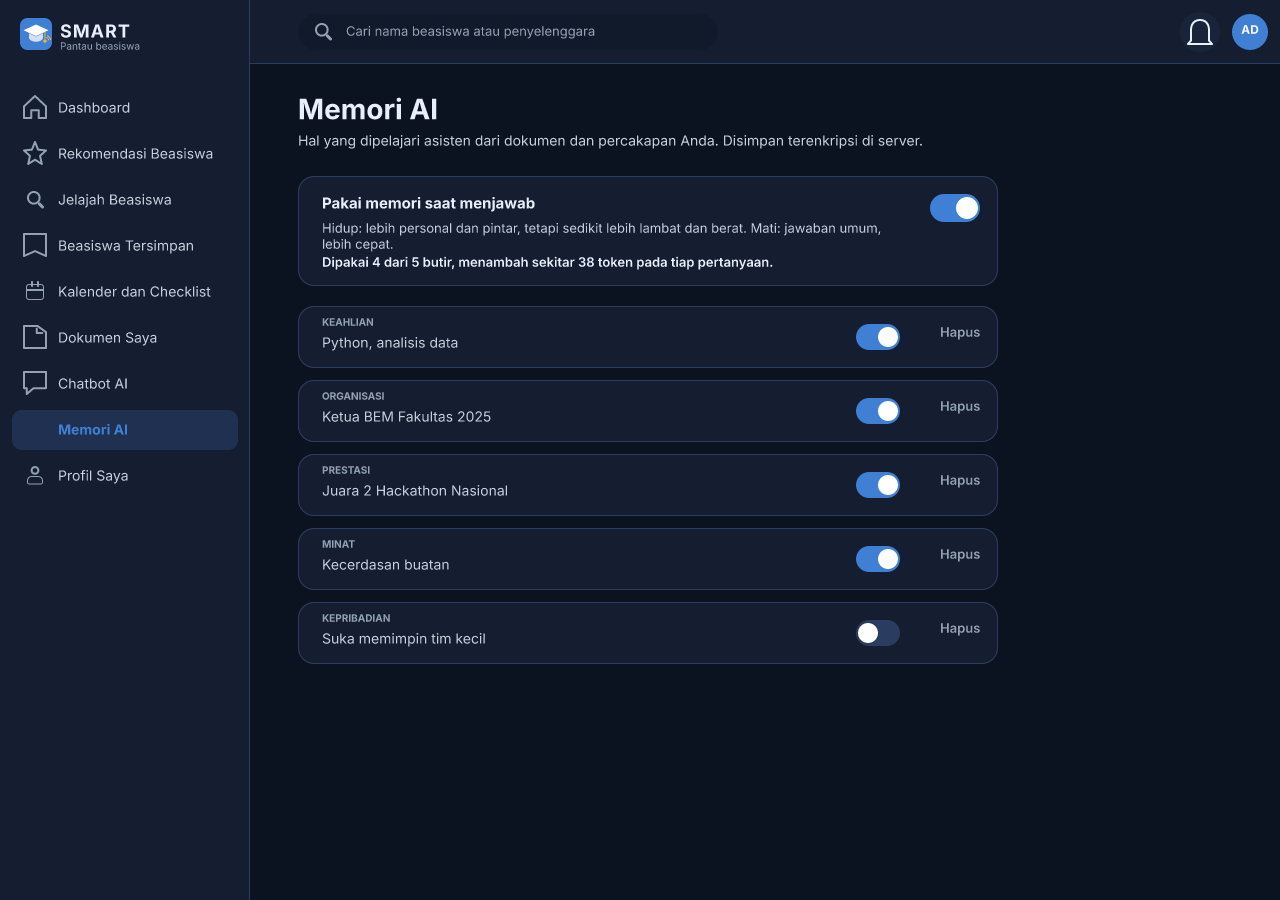 SMART
Pantau beasiswa
Cari nama beasiswa atau penyelenggara
AD
Dashboard
Rekomendasi Beasiswa
Jelajah Beasiswa
Beasiswa Tersimpan
Kalender dan Checklist
Dokumen Saya
Chatbot AI
Memori AI
Profil Saya
Memori AI
Hal yang dipelajari asisten dari dokumen dan percakapan Anda. Disimpan terenkripsi di server.
Pakai memori saat menjawab
Hidup: lebih personal dan pintar, tetapi sedikit lebih lambat dan berat. Mati: jawaban umum,
lebih cepat.
Dipakai 4 dari 5 butir, menambah sekitar 38 token pada tiap pertanyaan.
KEAHLIAN
Python, analisis data
Hapus
ORGANISASI
Ketua BEM Fakultas 2025
Hapus
PRESTASI
Juara 2 Hackathon Nasional
Hapus
MINAT
Kecerdasan buatan
Hapus
KEPRIBADIAN
Suka memimpin tim kecil
Hapus